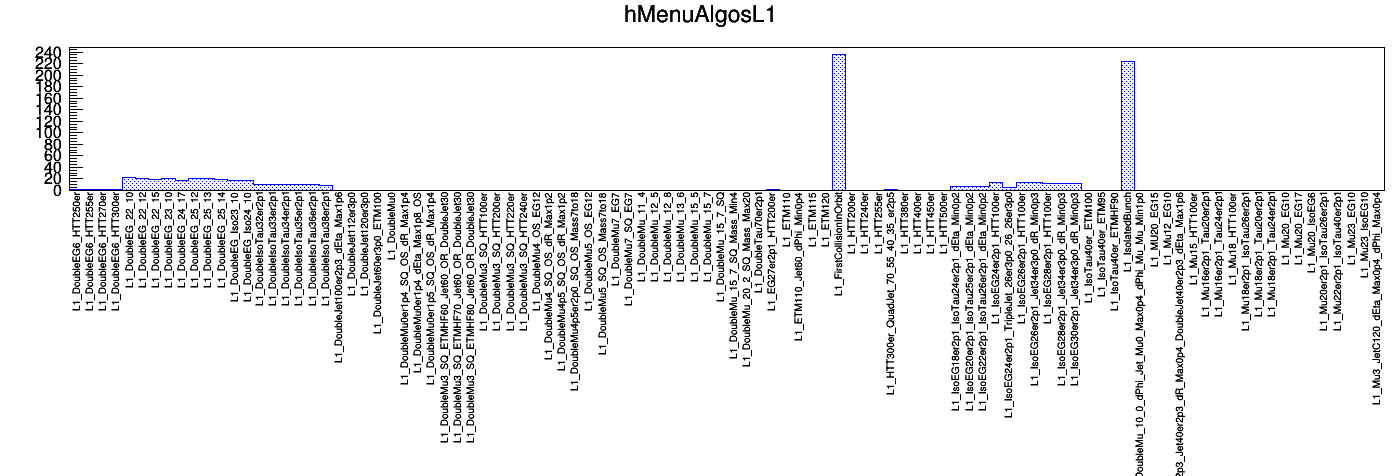 hMenuAlgosL1
240
220
200
180
160
140
120
100
80
60
40
20
0
L1_DoubleEG6_HTT250er
L1_DoubleEG6_HTT255er
L1_DoubleEG6_HTT270er
L1_DoubleEG6_HTT300er
L1_DoubleEG_22_10
L1_DoubleEG_22_12
L1_DoubleEG_22_15
L1_DoubleEG_23_10
L1_DoubleEG_24_17
L1_DoubleEG_25_12
L1_DoubleEG_25_13
L1_DoubleEG_25_14
L1_DoubleEG_Iso23_10
L1_DoubleEG_Iso24_10
L1_DoubleIsoTau32er2p1
L1_DoubleIsoTau33er2p1
L1_DoubleIsoTau34er2p1
L1_DoubleIsoTau35er2p1
L1_DoubleIsoTau36er2p1
L1_DoubleIsoTau38er2p1
L1_DoubleJet100er2p3_dEta_Max1p6
L1_DoubleJet112er3p0
L1_DoubleJet120er3p0
L1_DoubleJet60er3p0_ETM100
L1_DoubleMu0
L1_DoubleMu0er1p4_SQ_OS_dR_Max1p4
L1_DoubleMu0er1p4_dEta_Max1p8_OS
L1_DoubleMu0er1p5_SQ_OS_dR_Max1p4
L1_DoubleMu3_SQ_ETMHF60_Jet60_OR_DoubleJet30
L1_DoubleMu3_SQ_ETMHF70_Jet60_OR_DoubleJet30
L1_DoubleMu3_SQ_ETMHF80_Jet60_OR_DoubleJet30
L1_DoubleMu3_SQ_HTT100er
L1_DoubleMu3_SQ_HTT200er
L1_DoubleMu3_SQ_HTT220er
L1_DoubleMu3_SQ_HTT240er
L1_DoubleMu4_OS_EG12
L1_DoubleMu4_SQ_OS_dR_Max1p2
L1_DoubleMu4p5_SQ_OS_dR_Max1p2
L1_DoubleMu4p5er2p0_SQ_OS_Mass7to18
L1_DoubleMu5_OS_EG12
L1_DoubleMu5_SQ_OS_Mass7to18
L1_DoubleMu7_EG7
L1_DoubleMu7_SQ_EG7
L1_DoubleMu_11_4
L1_DoubleMu_12_5
L1_DoubleMu_12_8
L1_DoubleMu_13_6
L1_DoubleMu_15_5
L1_DoubleMu_15_7
L1_DoubleMu_15_7_SQ
L1_DoubleMu_15_7_SQ_Mass_Min4
L1_DoubleMu_20_2_SQ_Mass_Max20
L1_DoubleTau70er2p1
L1_EG27er2p1_HTT200er
L1_ETM110
L1_ETM110_Jet60_dPhi_Min0p4
L1_ETM115
L1_ETM120
L1_FirstCollisionInOrbit
L1_HTT200er
L1_HTT240er
L1_HTT255er
L1_HTT300er_QuadJet_70_55_40_35_er2p5
L1_HTT380er
L1_HTT400er
L1_HTT450er
L1_HTT500er
L1_IsoEG18er2p1_IsoTau24er2p1_dEta_Min0p2
L1_IsoEG20er2p1_IsoTau25er2p1_dEta_Min0p2
L1_IsoEG22er2p1_IsoTau26er2p1_dEta_Min0p2
L1_IsoEG24er2p1_HTT100er
L1_IsoEG24er2p1_TripleJet_26er3p0_26_26er3p0
L1_IsoEG26er2p1_HTT100er
L1_IsoEG26er2p1_Jet34er3p0_dR_Min0p3
L1_IsoEG28er2p1_HTT100er
L1_IsoEG28er2p1_Jet34er3p0_dR_Min0p3
L1_IsoEG30er2p1_Jet34er3p0_dR_Min0p3
L1_IsoTau40er_ETM100
L1_IsoTau40er_ETM95
L1_IsoTau40er_ETMHF90
L1_IsolatedBunch
DoubleMu_10_0_dPhi_Jet_Mu0_Max0p4_dPhi_Mu_Mu_Min1p0
L1_MU20_EG15
L1_Mu12_EG10
Jet40er2p3_dR_Max0p4_DoubleJet40er2p3_dEta_Max1p6
L1_Mu15_HTT100er
L1_Mu16er2p1_Tau20er2p1
L1_Mu16er2p1_Tau24er2p1
L1_Mu18_HTT100er
L1_Mu18er2p1_IsoTau26er2p1
L1_Mu18er2p1_Tau20er2p1
L1_Mu18er2p1_Tau24er2p1
L1_Mu20_EG10
L1_Mu20_EG17
L1_Mu20_IsoEG6
L1_Mu20er2p1_IsoTau26er2p1
L1_Mu22er2p1_IsoTau40er2p1
L1_Mu23_EG10
L1_Mu23_IsoEG10
L1_Mu3_JetC120_dEta_Max0p4_dPhi_Max0p4